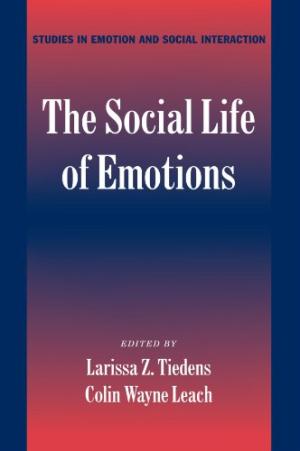 STUDIES IN EMOTION AND SOCIAL INTERACTION
The Social Life
of Emotions
EDITED BY
Larissa Z. Tiedens
Colin Wayne Leach